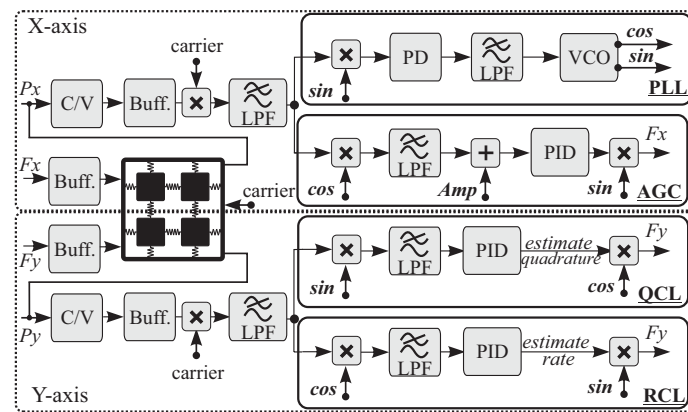 X-axis
carrier
Px
C/V
Buff.
LPF
sin
PD
LPF
VCO
cos
sin
PLL
Fx
Buff.
carrier
cos
LPF
Amp
PID
sin
Fx
AGC
Fy
Buff.
sin
LPF
PID
estimate
quadrature
cos
Fy
QCL
Py
C/V
Buff.
carrier
LPF
cos
LPF
PID
estimate
rate
sin
Fy
RCL
Y-axis